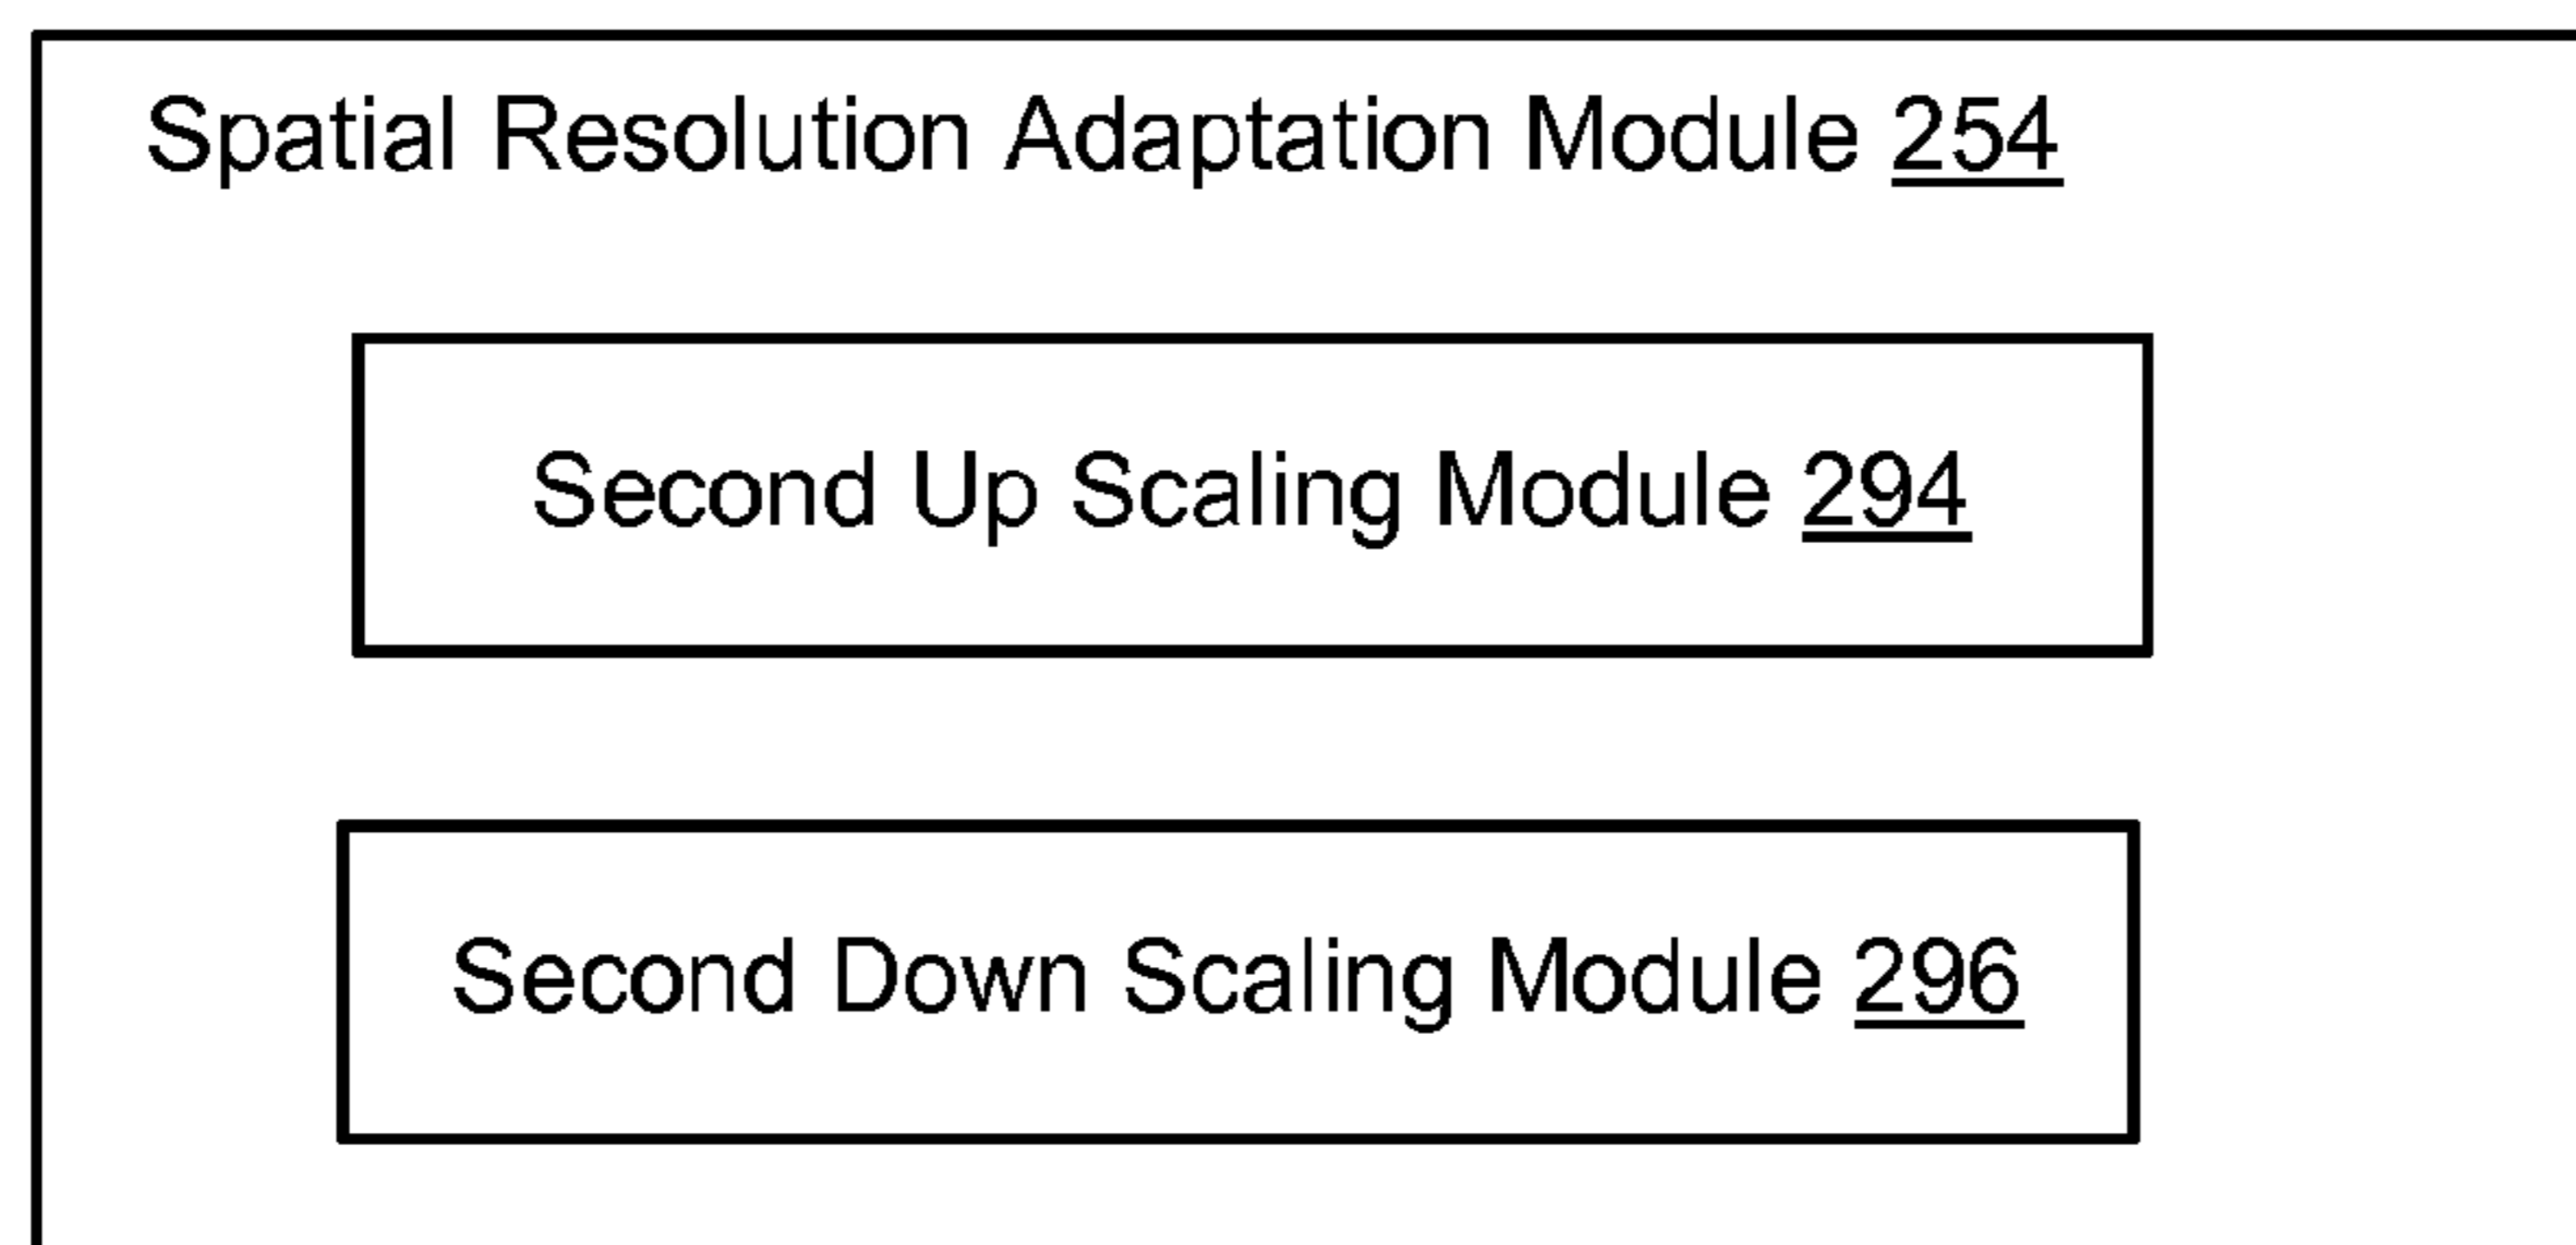 Spatial Resolution Adaptation Module 254
Second Up Scaling Module 294
Second Down Scaling Module 296